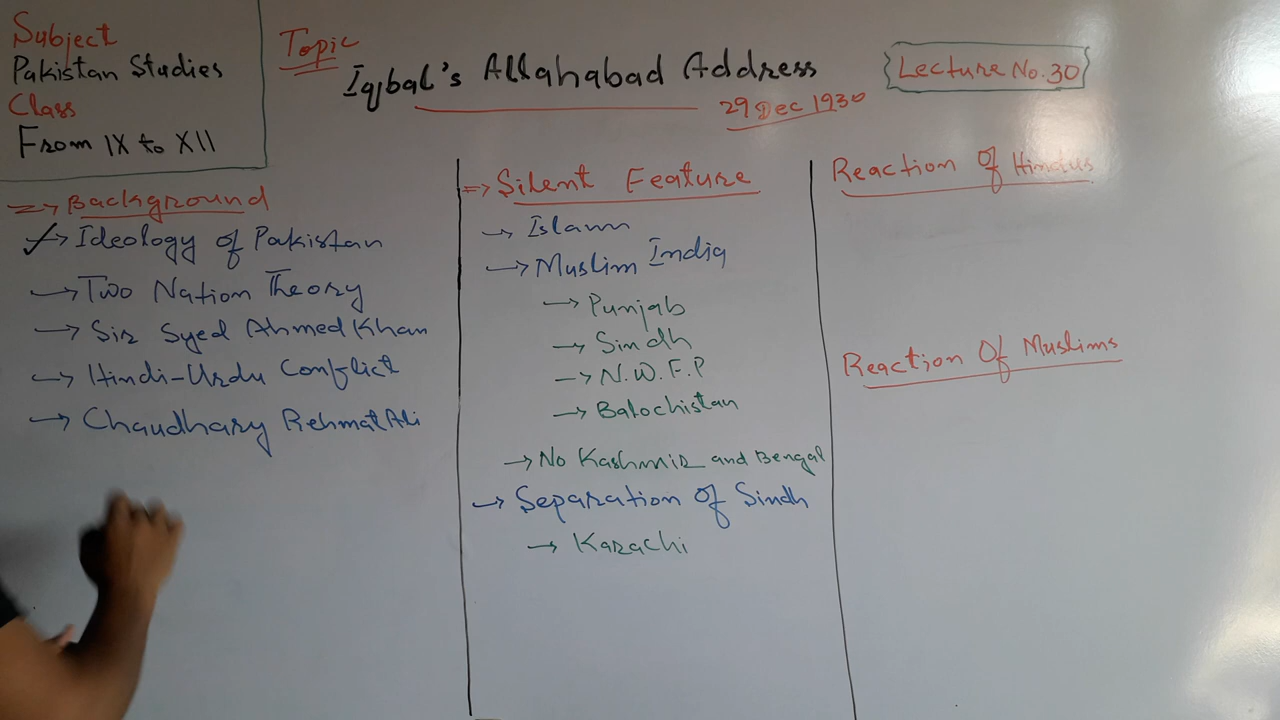 Subject
Pakistan Studies
Class
From IX to XII
Topic
Iqbal's Allahabad Address
29 Dec 1930
Lecture No. 30
=> Background
-> Ideology of Pakistan
-> Two Nation Theory
-> Sir Syed Ahmed Khan
-> Hindi-Urdu Conflict
-> Chaudhary Rehmat Ali
=> Silent Feature
-> Islam
-> Muslim India
-> Punjab
-> Sindh
-> N.W.F.P
-> Balochistan
-> No Kashmir and Bengal
-> Separation of Sindh
-> Karachi
Reaction Of Hindus
Reaction Of Muslims